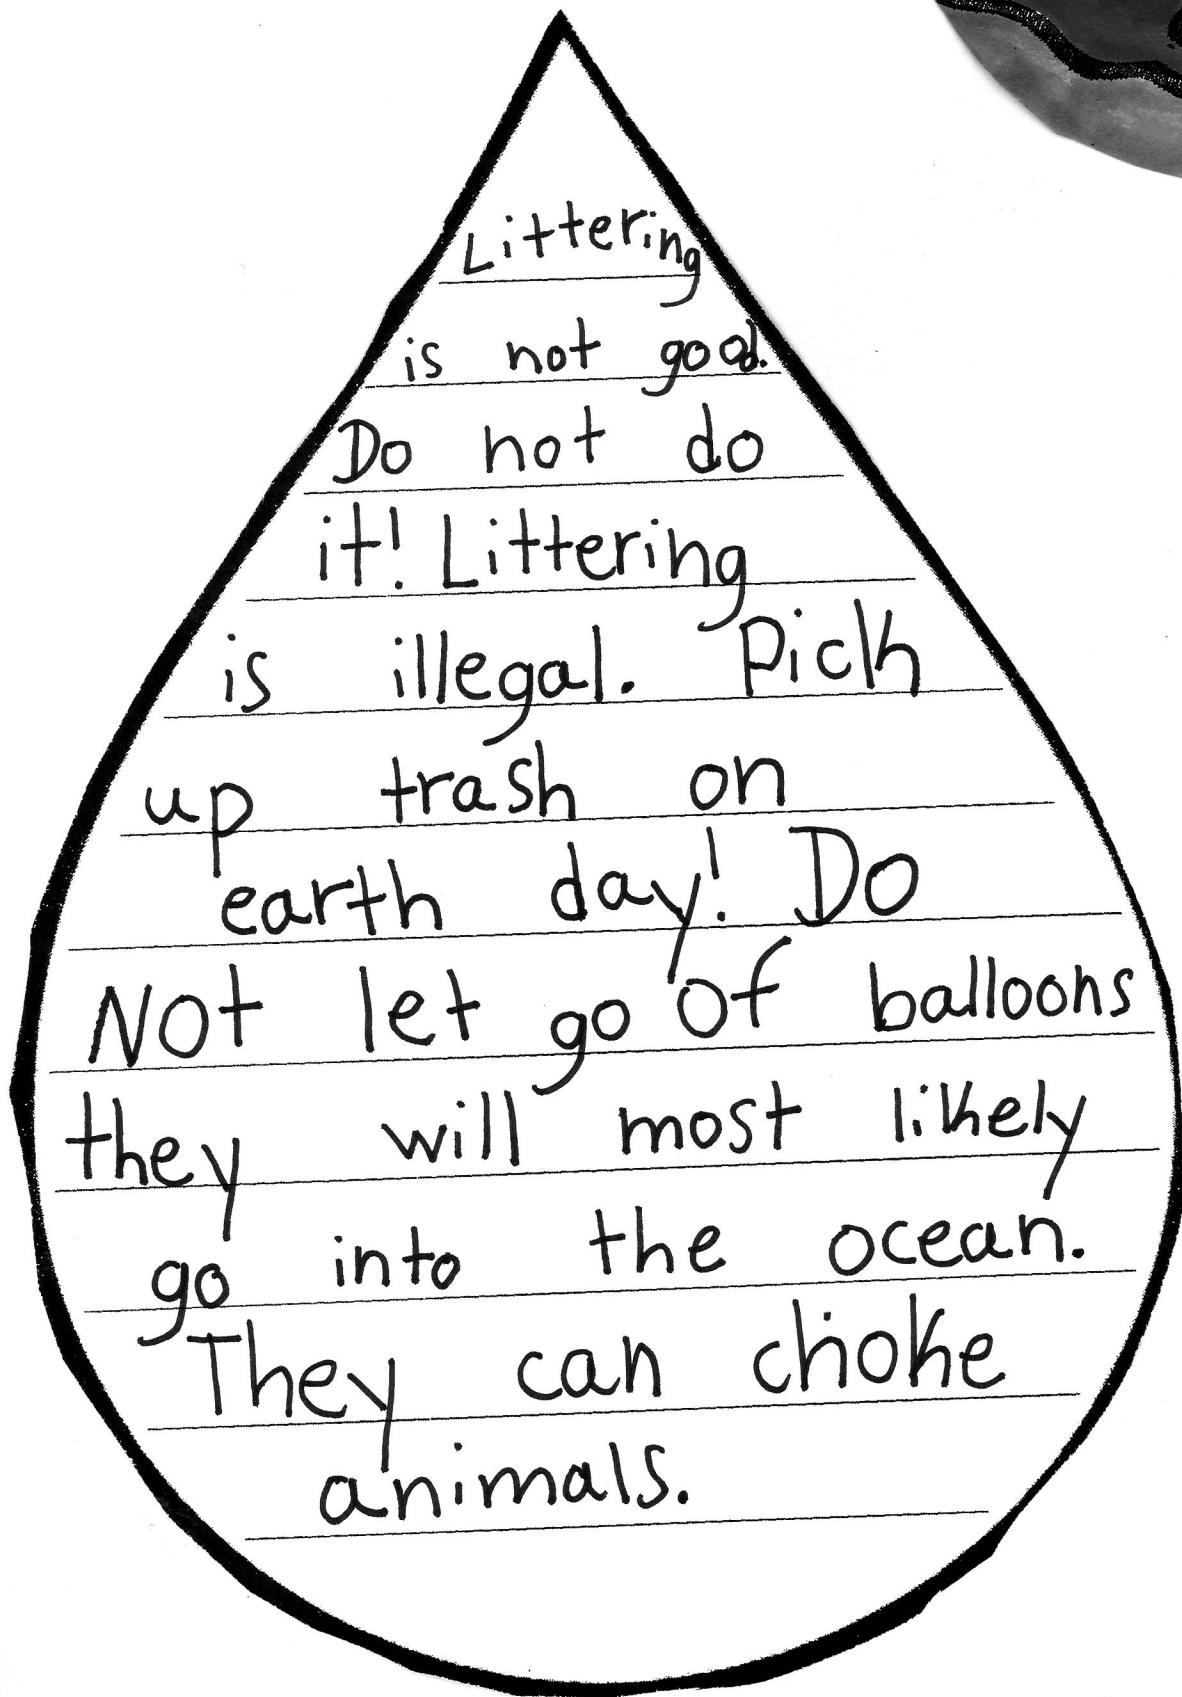 Littering
is not good.
Do not do
it! Littering
is illegal. Pick
up trash on
earth day! Do
Not let go of balloons
they will most likely
go into the ocean.
They can choke
animals.